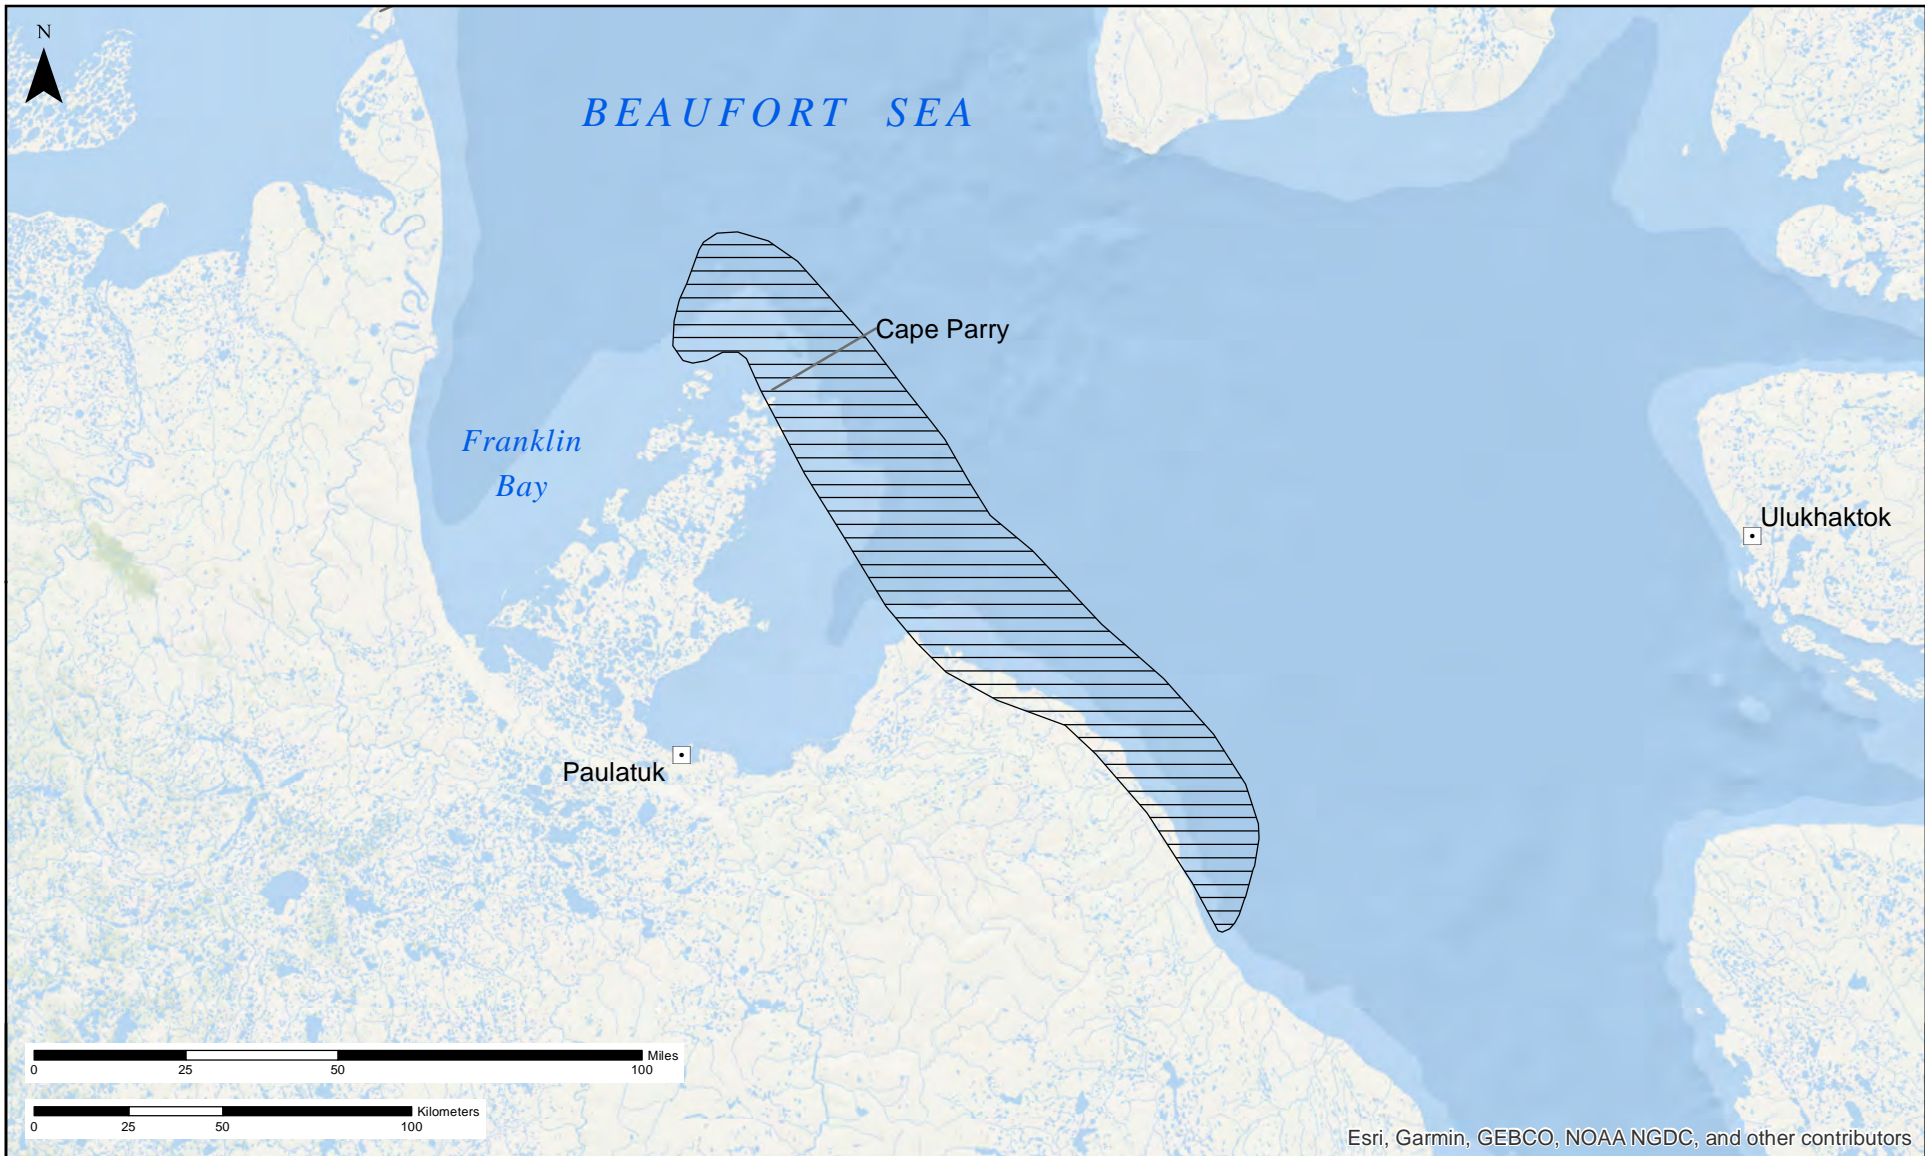 N
BEAUFORT SEA
Cape Parry
Franklin
Bay
Ulukhaktok
Paulatuk
Miles
0 25 50 100
Kilometers
0 25 50 100
Esri, Garmin, GEBCO, NOAA NGDC, and other contributors